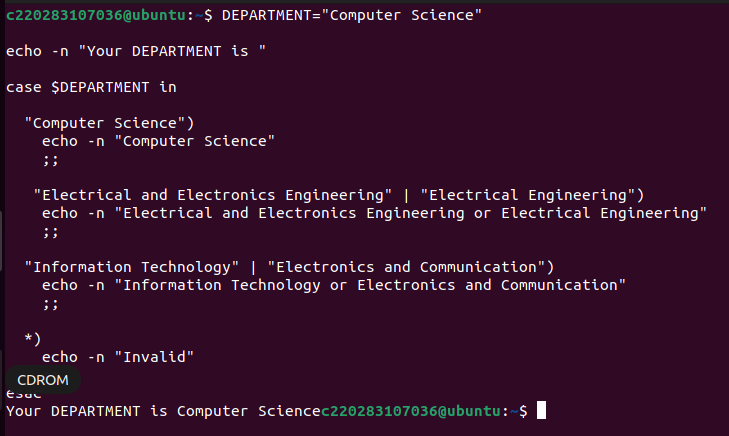 c220283107036@ubuntu:~$ DEPARTMENT="Computer Science"
echo -n "Your DEPARTMENT is "
case $DEPARTMENT in
"Computer Science")
echo -n "Computer Science"
;;
"Electrical and Electronics Engineering" | "Electrical Engineering")
echo -n "Electrical and Electronics Engineering or Electrical Engineering"
;;
"Information Technology" | "Electronics and Communication")
echo -n "Information Technology or Electronics and Communication"
;;
*)
echo -n "Invalid"
CDROM
esac
Your DEPARTMENT is Computer Sciencec220283107036@ubuntu:~$